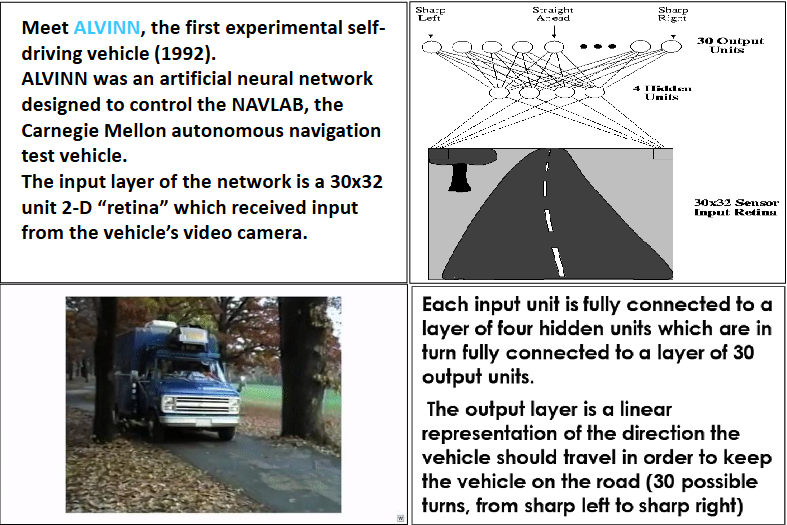 Meet ALVINN, the first experimental self-
driving vehicle (1992).
ALVINN was an artificial neural network
designed to control the NAVLAB, the
Carnegie Mellon autonomous navigation
test vehicle.
The input layer of the network is a 30x32
unit 2-D “retina” which received input
from the vehicle’s video camera.
Sharp
Left
Straight
Ahead
Sharp
Right
30 Output
Units
4 Hidden
Units
30x32 Sensor
Input Retina
Each input unit is fully connected to a
layer of four hidden units which are in
turn fully connected to a layer of 30
output units.
The output layer is a linear
representation of the direction the
vehicle should travel in order to keep
the vehicle on the road (30 possible
turns, from sharp left to sharp right)